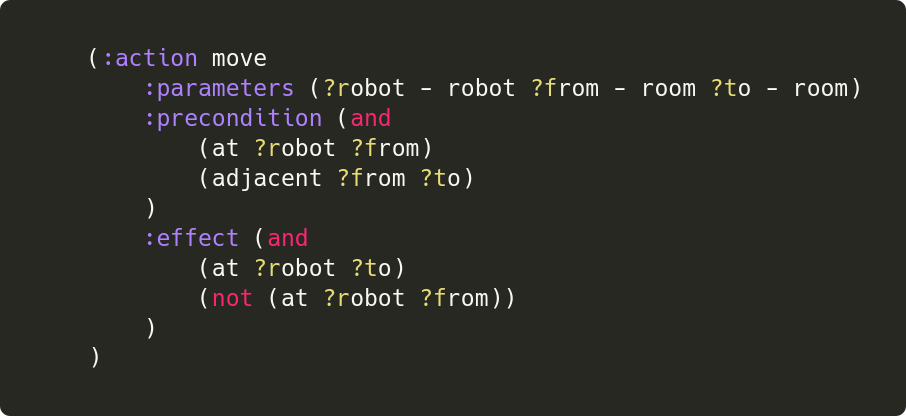 (:action move
    :parameters (?robot - robot ?from - room ?to - room)
    :precondition (and
        (at ?robot ?from)
        (adjacent ?from ?to)
    )
    :effect (and
        (at ?robot ?to)
        (not (at ?robot ?from))
    )
)